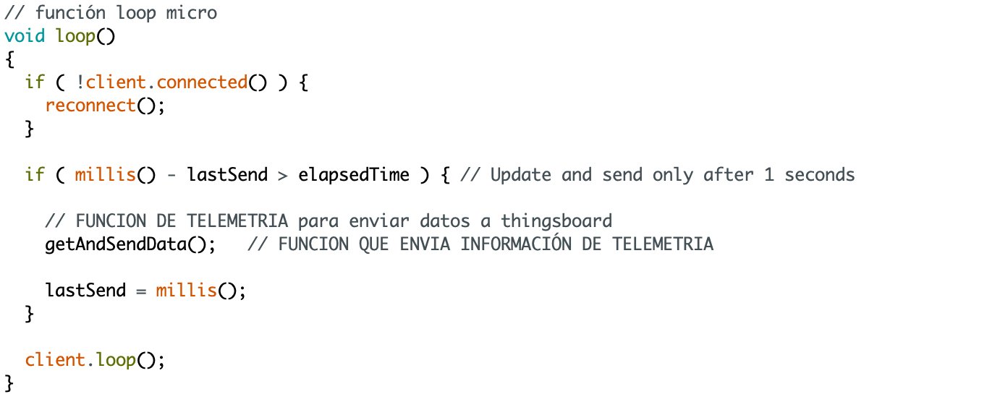 // función loop micro
void loop()
{
  if ( !client.connected() ) {
    reconnect();
  }
  if ( millis() - lastSend > elapsedTime ) { // Update and send only after 1 seconds
    // FUNCION DE TELEMETRIA para enviar datos a thingsboard
    getAndSendData();   // FUNCION QUE ENVIA INFORMACIÓN DE TELEMETRIA
    lastSend = millis();
  }
  client.loop();
}